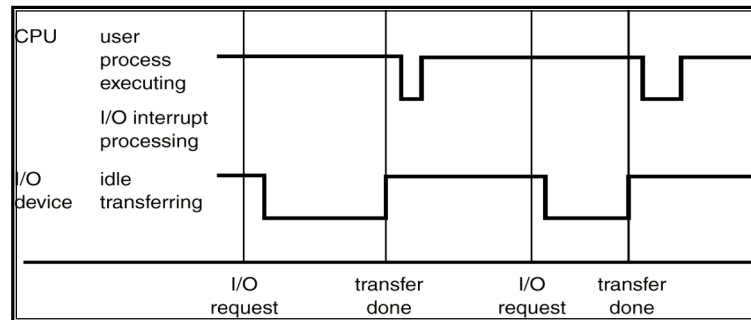 CPU user
process
executing
I/O interrupt
processing
I/O idle
device transferring
I/O transfer I/O transfer
request done request done